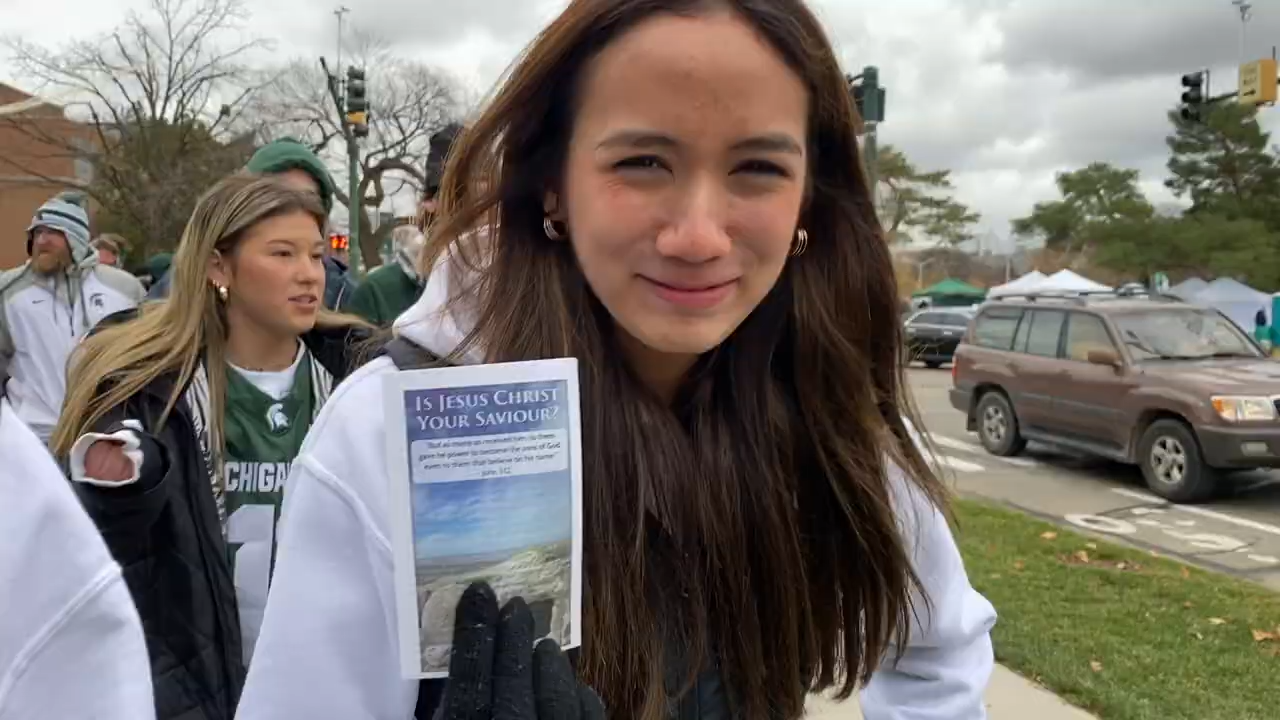 IS JESUS CHRIST
YOUR SAVIOUR?
"But as many as received him, to them
gave he power to become the sons of God,
even to them that believe on his name"
John 1:12
CHIGA